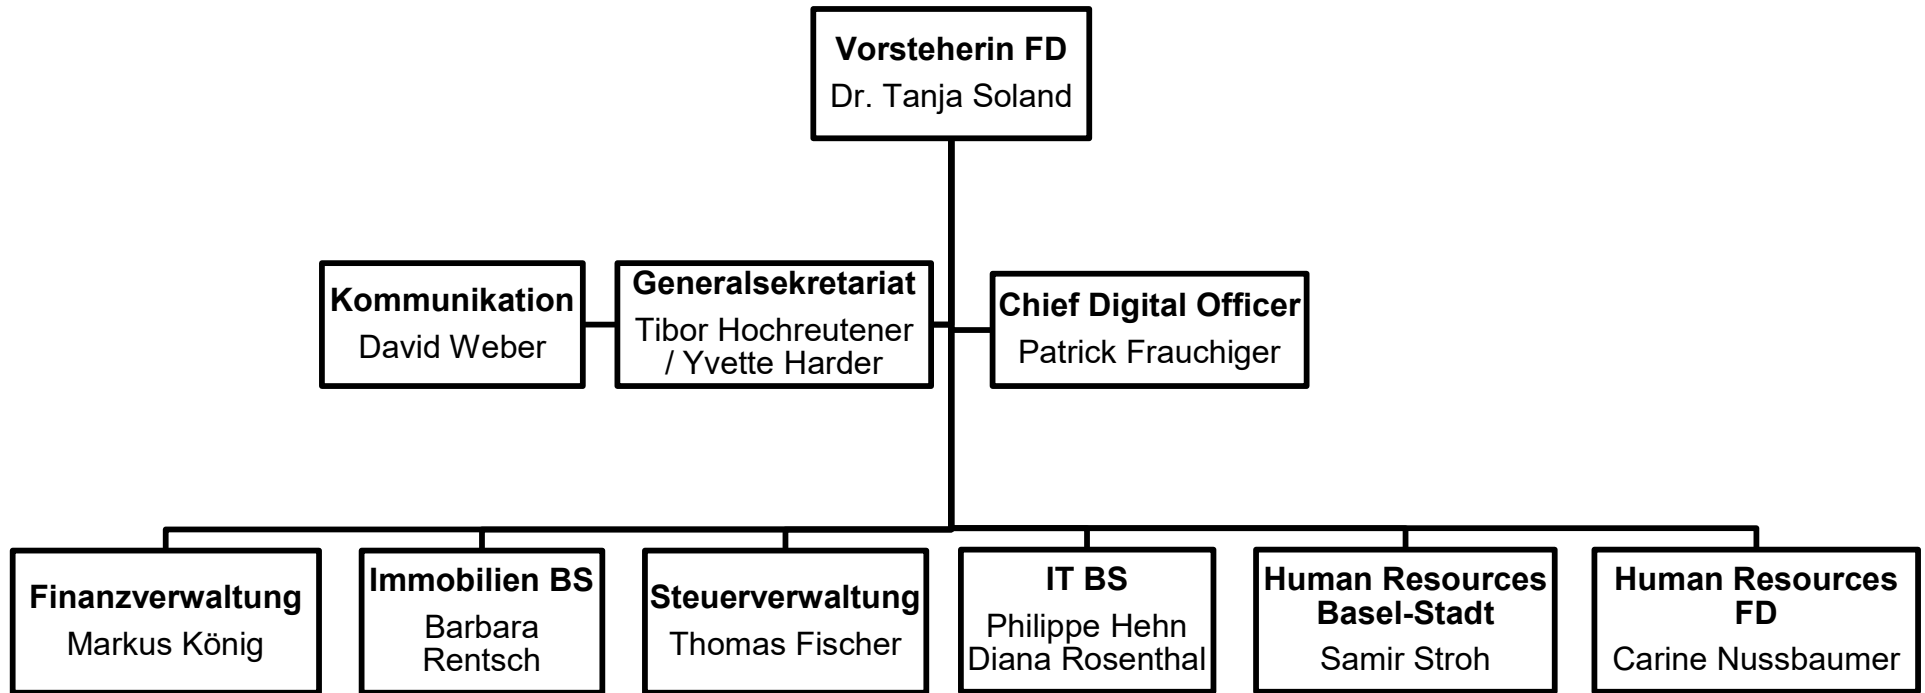 Vorsteherin FD
Dr. Tanja Soland
Kommunikation
David Weber
Generalsekretariat
Tibor Hochreutener
/ Yvette Harder
Chief Digital Officer
Patrick Frauchiger
Finanzverwaltung
Markus König
Immobilien BS
Barbara
Rentsch
Steuerverwaltung
Thomas Fischer
IT BS
Philippe Hehn
Diana Rosenthal
Human Resources
Basel-Stadt
Samir Stroh
Human Resources
FD
Carine Nussbaumer